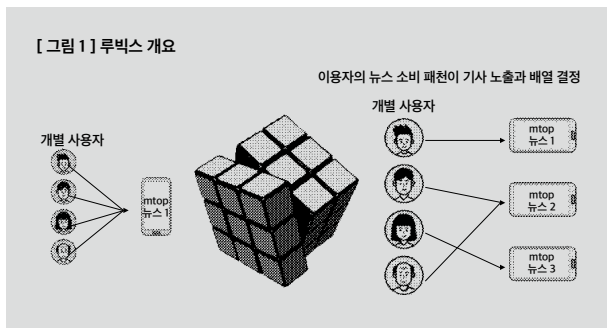 [ 그림 1 ] 루빅스 개요
이용자의 뉴스 소비 패천이 기사 노출과 배열 결정
개별 사용자
mtop
뉴스 1
개별 사용자
mtop
뉴스 1
mtop
뉴스 2
mtop
뉴스 3